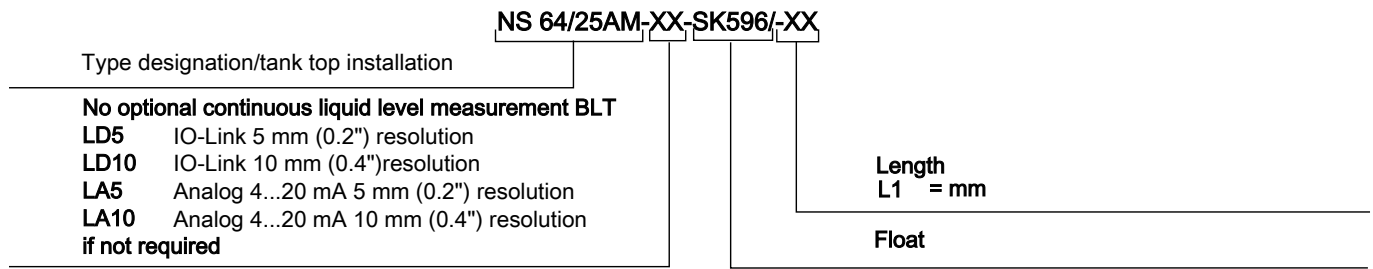 NS 64/25AM-XX-SK596/-XX
Type designation/tank top installation
No optional continuous liquid level measurement BLT
LD5 IO-Link 5 mm (0.2") resolution
LD10 IO-Link 10 mm (0.4")resolution
LA5 Analog 4...20 mA 5 mm (0.2") resolution
LA10 Analog 4...20 mA 10 mm (0.4") resolution
if not required
Length
L1 = mm
Float